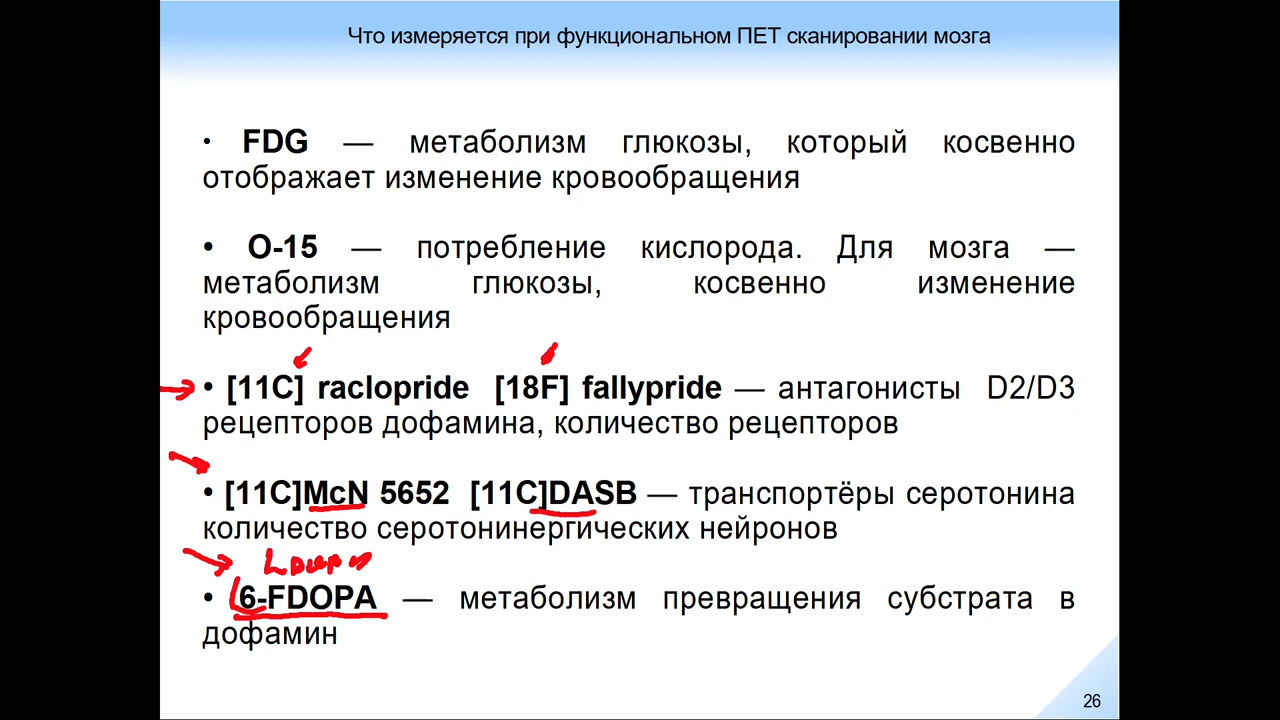 Что измеряется при функциональном ПЕТ сканировании мозга
• FDG — метаболизм глюкозы, который косвенно
отображает изменение кровообращения
• O-15 — потребление кислорода. Для мозга —
метаболизм глюкозы, косвенно изменение
кровообращения
• [11C] raclopride [18F] fallypride — антагонисты D2/D3
рецепторов дофамина, количество рецепторов
• [11C]McN 5652 [11C]DASB — транспортёры серотонина
количество серотонинергических нейронов
• 6-FDOPA — метаболизм превращения субстрата в
дофамин
26